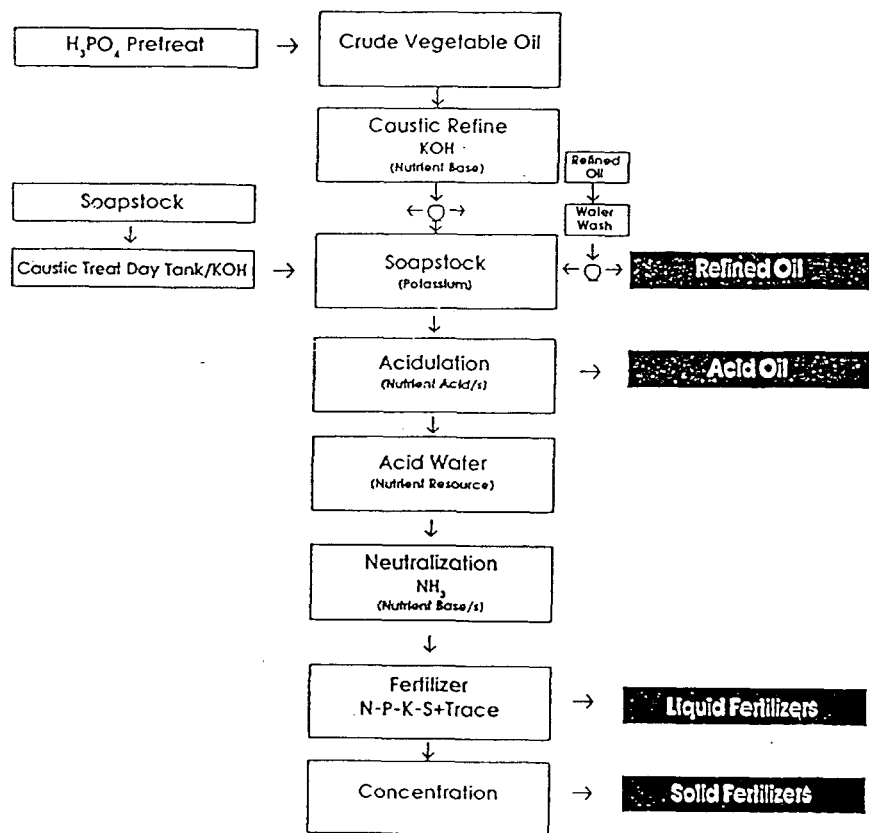 H₃PO₄ Pretreat
Crude Vegetable Oil
Caustic Refine
KOH
(Nutrient Base)
Refined
Oil
Water
Wash
Soapstock
Caustic Treat Day Tank/KOH
Soapstock
(Potassium)
Refined Oil
Acidulation
(Nutrient Acid/s)
Acid Oil
Acid Water
(Nutrient Resource)
Neutralization
NH₃
(Nutrient Base/s)
Fertilizer
N-P-K-S+Trace
Liquid Fertilizers
Concentration
Solid Fertilizers